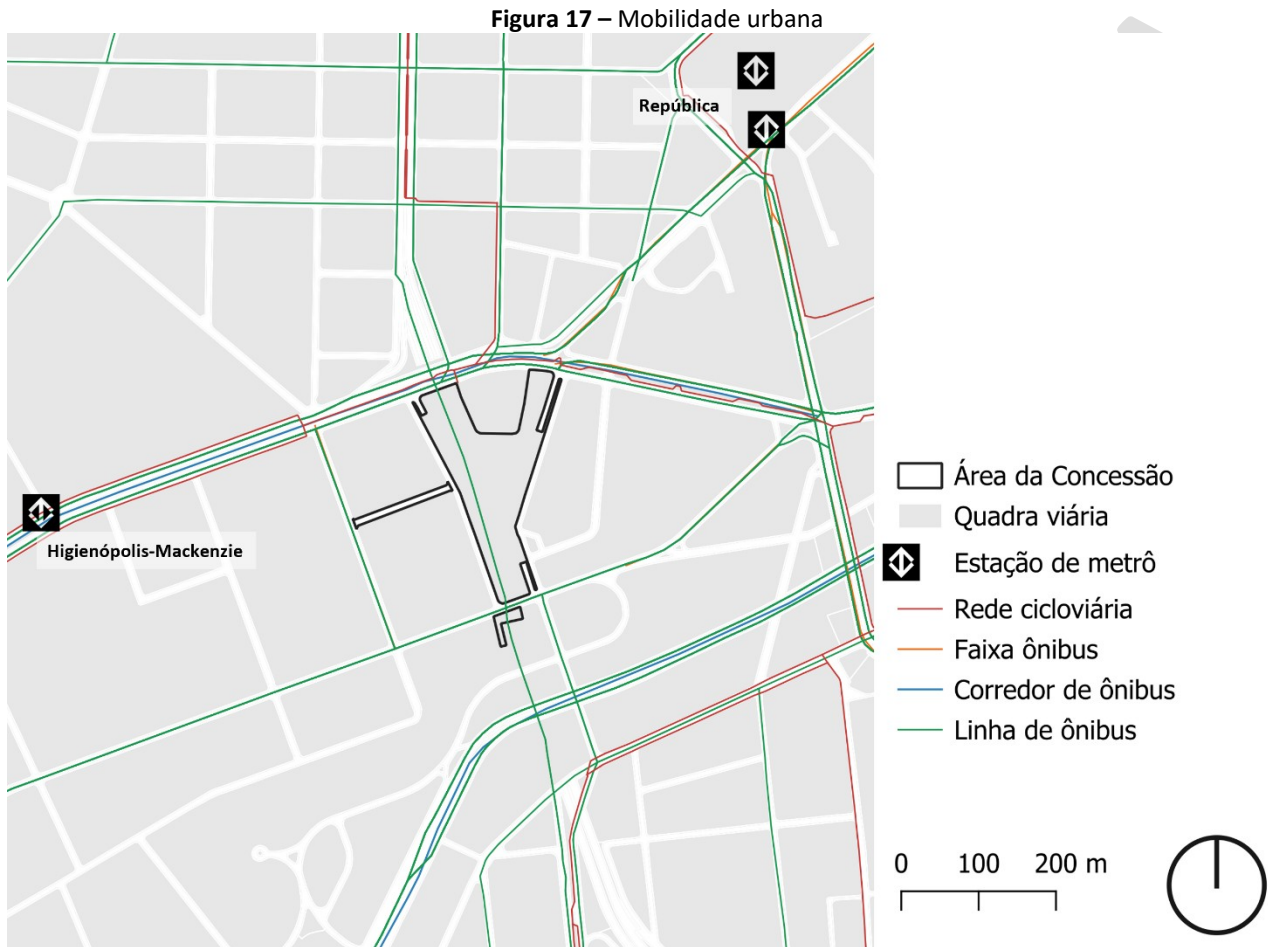 Figura 17 – Mobilidade urbana
República
Higienópolis-Mackenzie
Área da Concessão
Quadra viária
Estação de metrô
Rede cicloviária
Faixa ônibus
Corredor de ônibus
Linha de ônibus
0 100 200 m